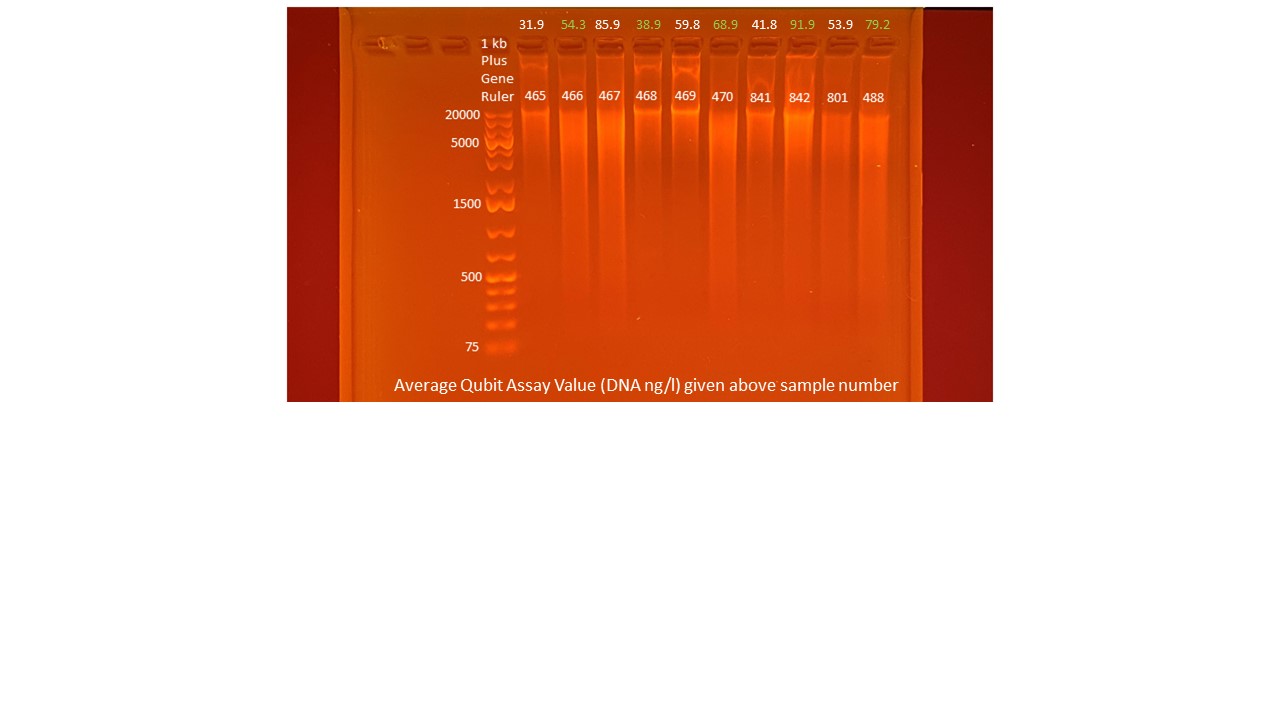 31.9 54.3 85.9 38.9 59.8 68.9 41.8 91.9 53.9 79.2
1 kb
Plus
Gene
Ruler 465 466 467 468 469 470 841 842 801 488
20000
5000
1500
500
75
Average Qubit Assay Value (DNA ng/l) given above sample number